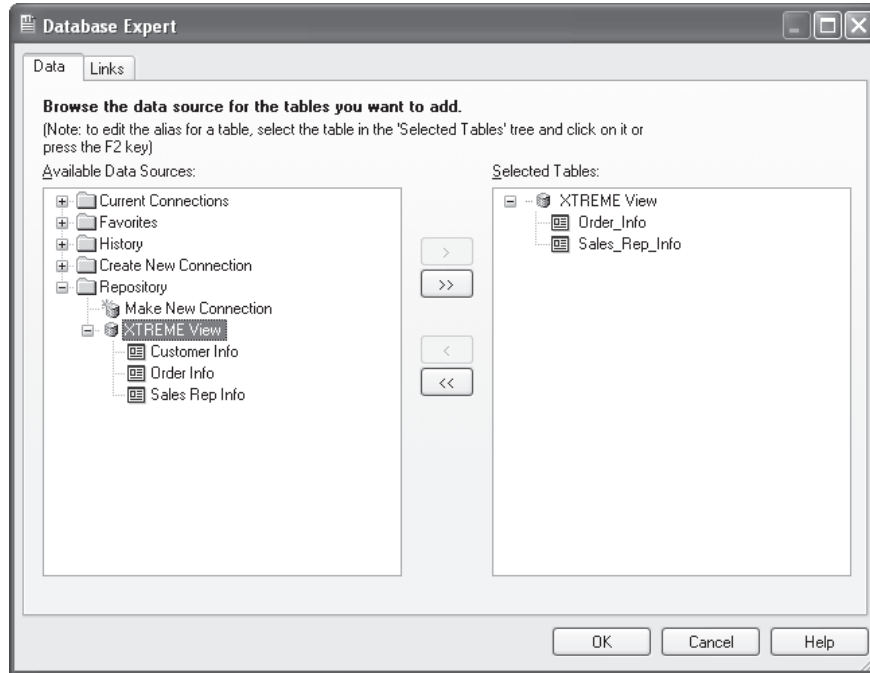 Database Expert
Data
Links
Browse the data source for the tables you want to add.
(Note: to edit the alias for a table, select the table in the 'Selected Tables' tree and click on it or
press the F2 key)
Available Data Sources:
Current Connections
Favorites
History
Create New Connection
Repository
Make New Connection
XTREME View
Customer Info
Order Info
Sales Rep Info
>
>>
<
<<
Selected Tables:
XTREME View
Order_Info
Sales_Rep_Info
OK
Cancel
Help